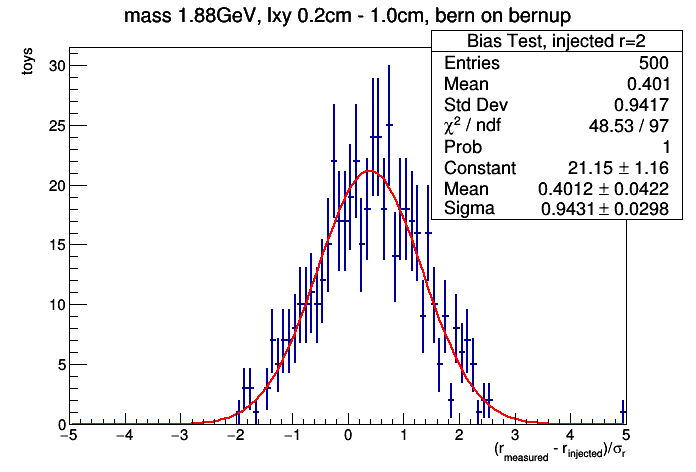 mass 1.88GeV, lxy 0.2cm - 1.0cm, bern on bernup
Bias Test, injected r=2
Entries 500
Mean 0.401
Std Dev 0.9417
χ² / ndf 48.53 / 97
Prob 1
Constant 21.15 ± 1.16
Mean 0.4012 ± 0.0422
Sigma 0.9431 ± 0.0298
toys
30
25
20
15
10
5
0
−5 −4 −3 −2 −1 0 1 2 3 4 5
(r_measured - r_injected)/σ_r